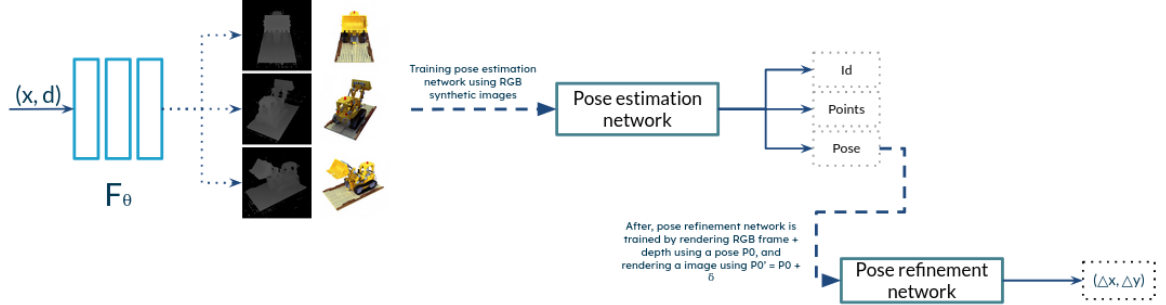 (x, d)
Fθ
Training pose estimation
network using RGB
synthetic images
Pose estimation
network
Id
Points
Pose
After, pose refinement network is
trained by rendering RGB frame +
depth using a pose P0, and
rendering a image using P0' = P0 +
δ
Pose refinement
network
(△x, △y)